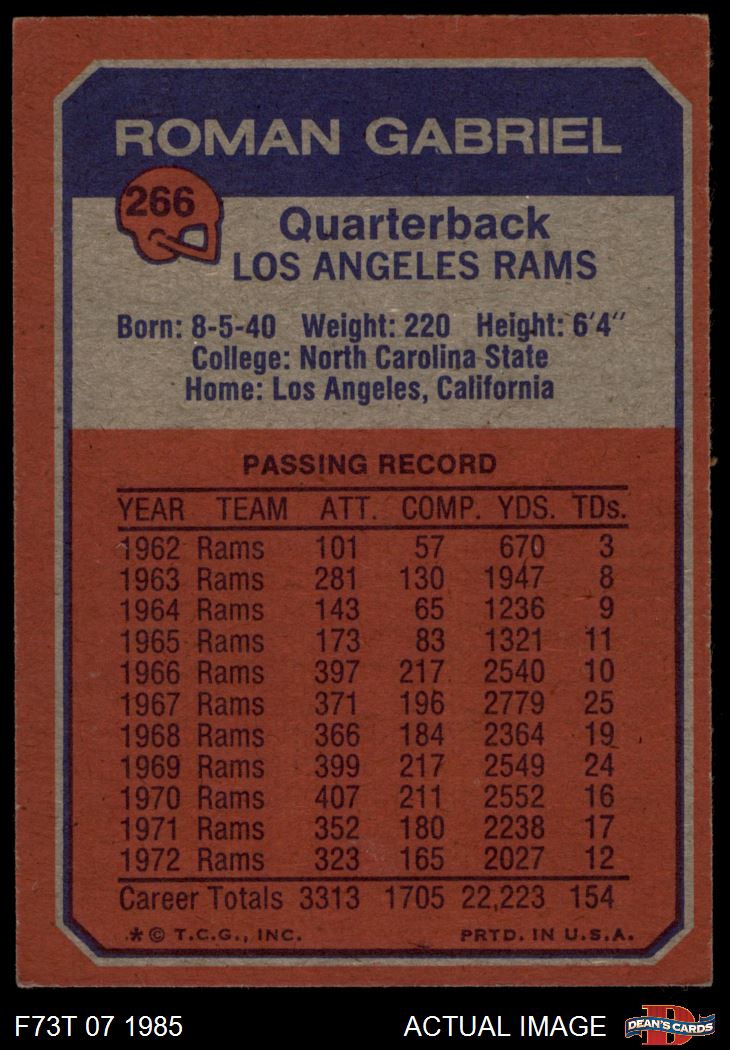 ROMAN GABRIEL
266
Quarterback
LOS ANGELES RAMS
Born: 8-5-40 Weight: 220 Height: 6'4"
College: North Carolina State
Home: Los Angeles, California
PASSING RECORD
YEAR TEAM ATT. COMP. YDS. TDs.
1962 Rams 101 57 670 3
1963 Rams 281 130 1947 8
1964 Rams 143 65 1236 9
1965 Rams 173 83 1321 11
1966 Rams 397 217 2540 10
1967 Rams 371 196 2779 25
1968 Rams 366 184 2364 19
1969 Rams 399 217 2549 24
1970 Rams 407 211 2552 16
1971 Rams 352 180 2238 17
1972 Rams 323 165 2027 12
Career Totals 3313 1705 22,223 154
.* © T.C.G., INC. PRTD. IN U.S.A.
F73T 07 1985 ACTUAL IMAGE D DEAN'S CARDS